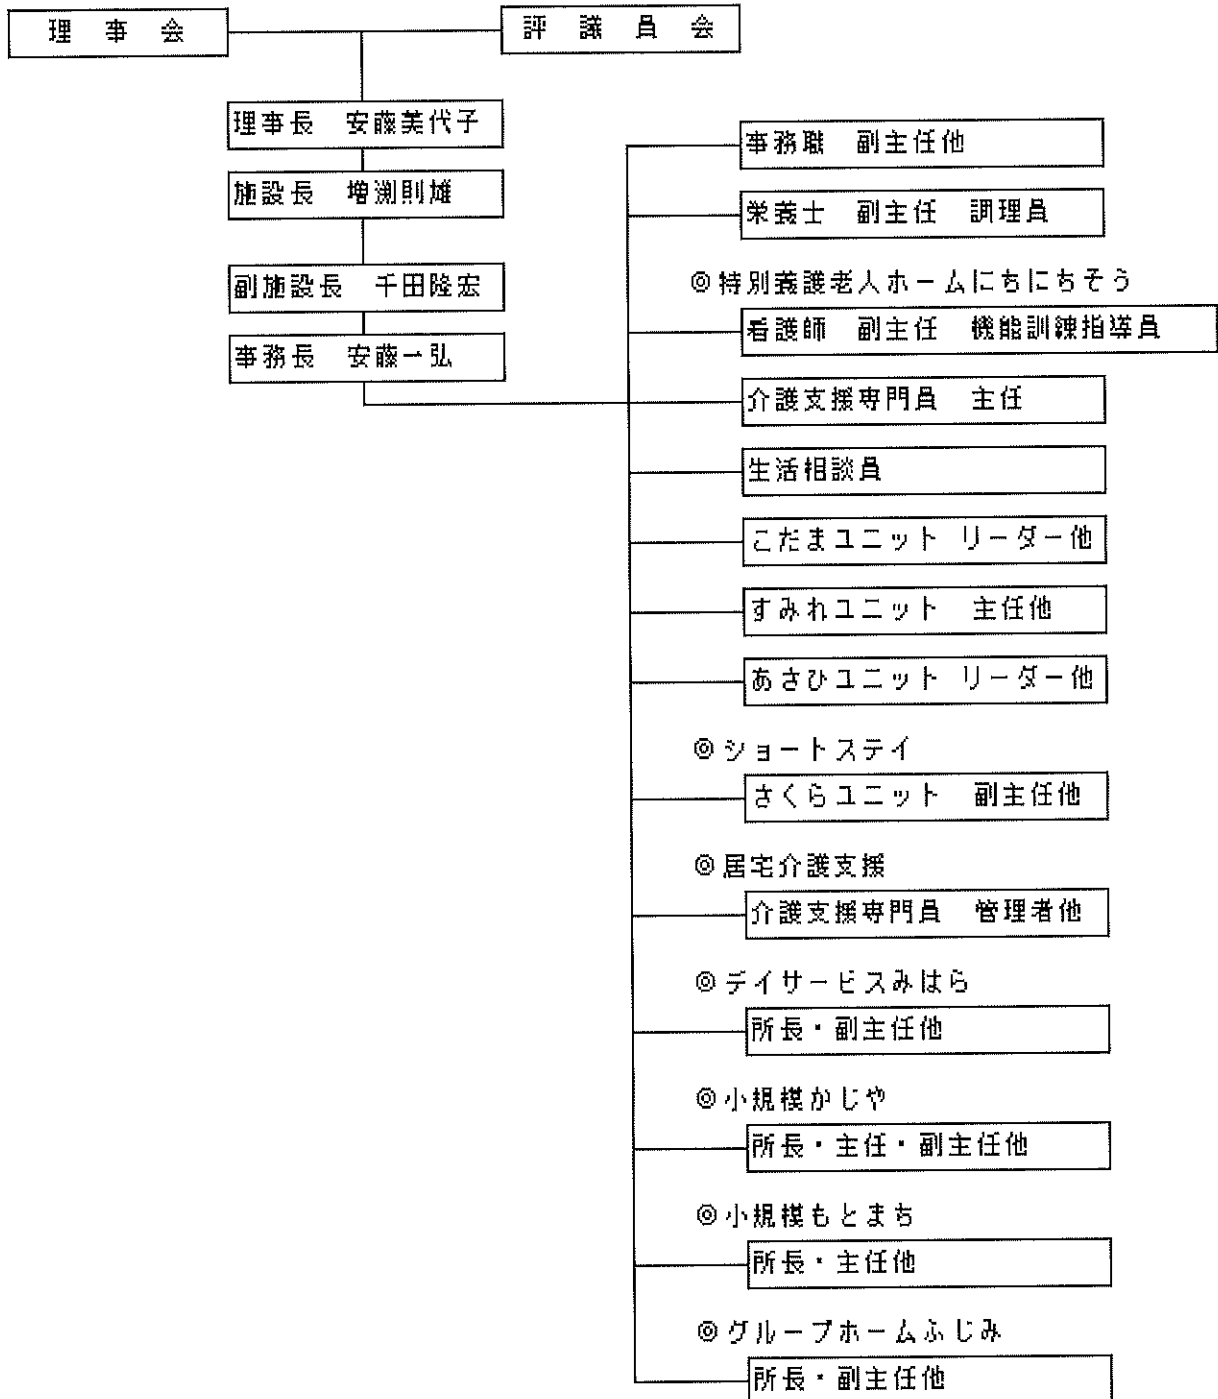 理事会
評議員会
理事長 安藤美代子
施設長 増渕則雄
副施設長 千田隆宏
事務長 安藤一弘
事務職 副主任他
栄養士 副主任 調理員
◎特別養護老人ホームにちにちそう
看護師 副主任 機能訓練指導員
介護支援専門員 主任
生活相談員
こだまユニット リーダー他
すみれユニット 主任他
あさひユニット リーダー他
◎ショートステイ
さくらユニット 副主任他
◎居宅介護支援
介護支援専門員 管理者他
◎デイサービスみはら
所長・副主任他
◎小規模かじや
所長・主任・副主任他
◎小規模もとまち
所長・主任他
◎グループホームふじみ
所長・副主任他